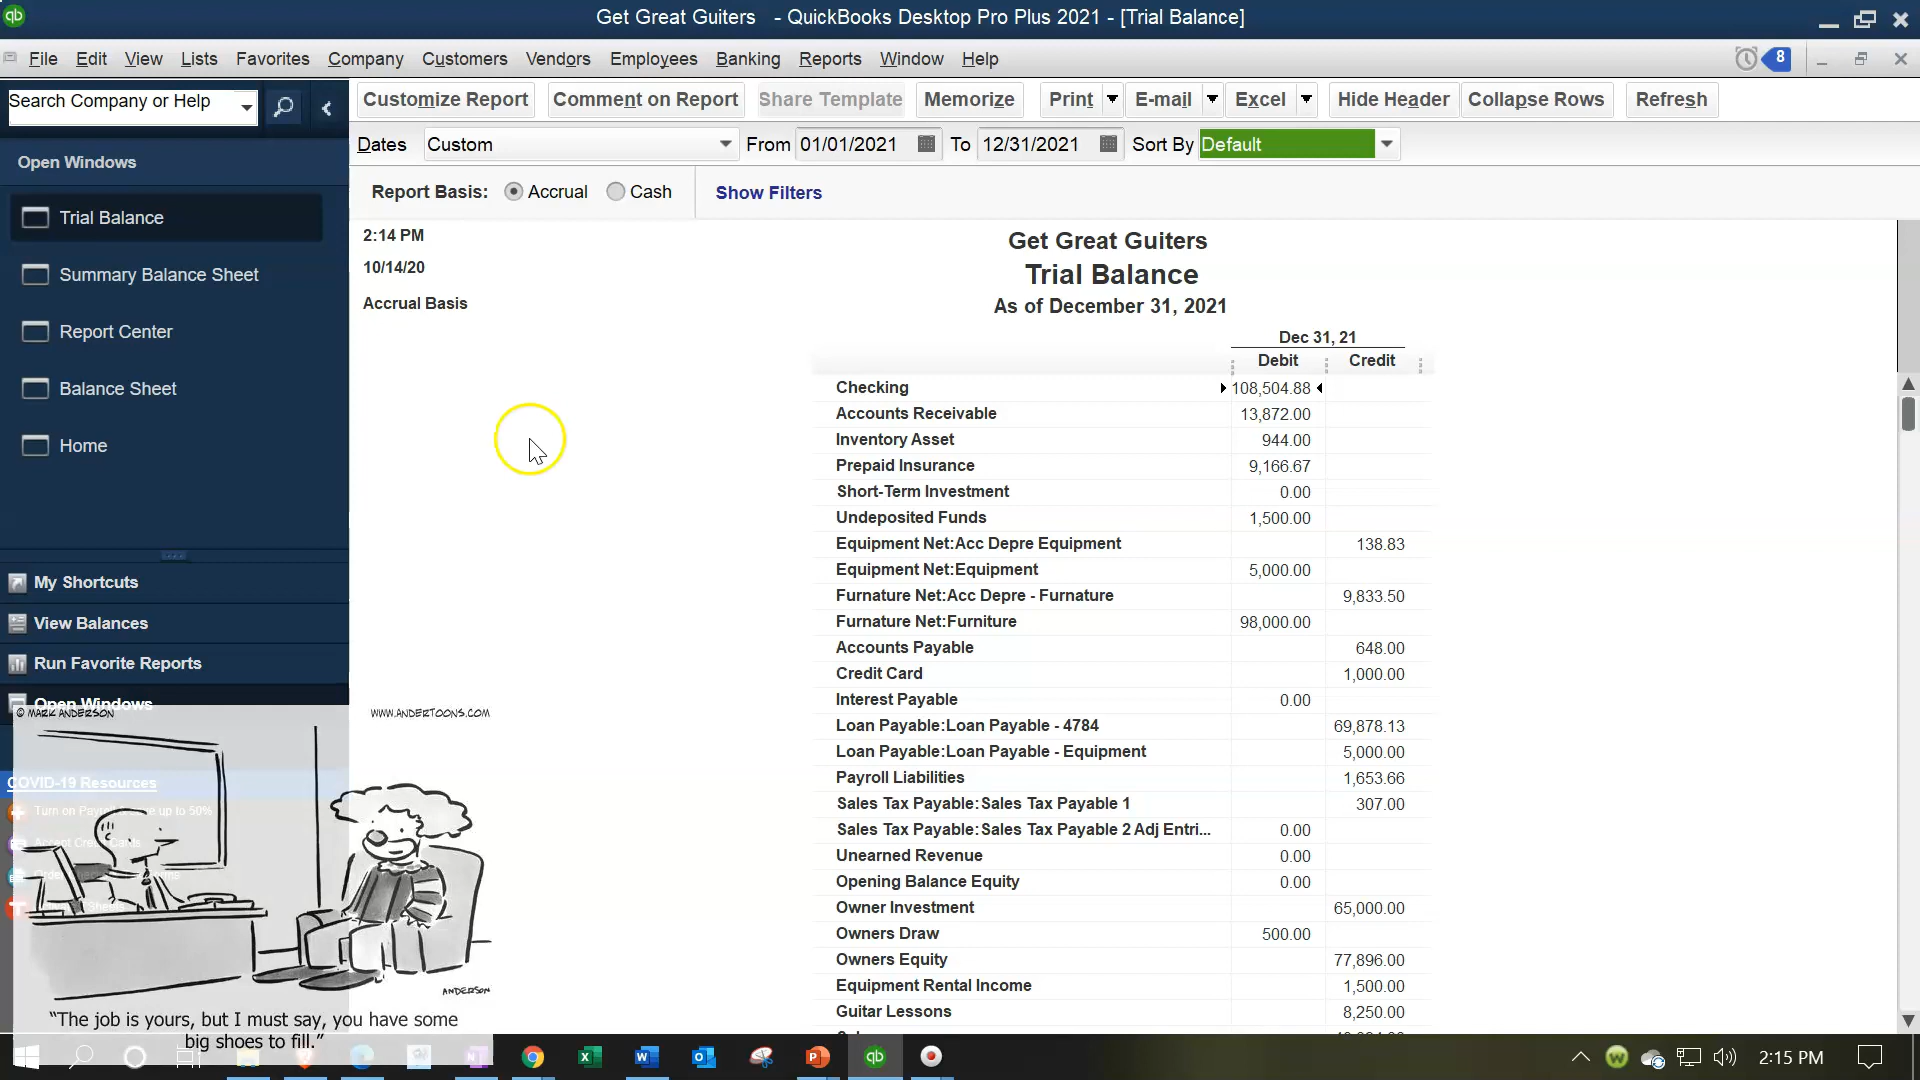 qb
Get Great Guiters - QuickBooks Desktop Pro Plus 2021 - [Trial Balance]
File Edit View Lists Favorites Company Customers Vendors Employees Banking Reports Window Help
8
Search Company or Help
Customize Report Comment on Report Share Template Memorize Print E-mail Excel Hide Header Collapse Rows Refresh
Dates Custom From 01/01/2021 To 12/31/2021 Sort By Default
Report Basis: Accrual Cash Show Filters
Open Windows
Trial Balance
Summary Balance Sheet
Report Center
Balance Sheet
Home
My Shortcuts
View Balances
Run Favorite Reports
Open Windows
COVID-19 Resources
2:14 PM
10/14/20
Accrual Basis
Get Great Guiters
Trial Balance
As of December 31, 2021
Dec 31, 21
Debit Credit
Checking 108,504.88
Accounts Receivable 13,872.00
Inventory Asset 944.00
Prepaid Insurance 9,166.67
Short-Term Investment 0.00
Undeposited Funds 1,500.00
Equipment Net:Acc Depre Equipment 138.83
Equipment Net:Equipment 5,000.00
Furnature Net:Acc Depre - Furnature 9,833.50
Furnature Net:Furniture 98,000.00
Accounts Payable 648.00
Credit Card 1,000.00
Interest Payable 0.00
Loan Payable:Loan Payable - 4784 69,878.13
Loan Payable:Loan Payable - Equipment 5,000.00
Payroll Liabilities 1,653.66
Sales Tax Payable:Sales Tax Payable 1 307.00
Sales Tax Payable:Sales Tax Payable 2 Adj Entri... 0.00
Unearned Revenue 0.00
Opening Balance Equity 0.00
Owner Investment 65,000.00
Owners Draw 500.00
Owners Equity 77,896.00
Equipment Rental Income 1,500.00
Guitar Lessons 8,250.00
© MARK ANDERSON WWW.ANDERTOONS.COM
ANDERSON
“The job is yours, but I must say, you have some
big shoes to fill.”
qb
2:15 PM